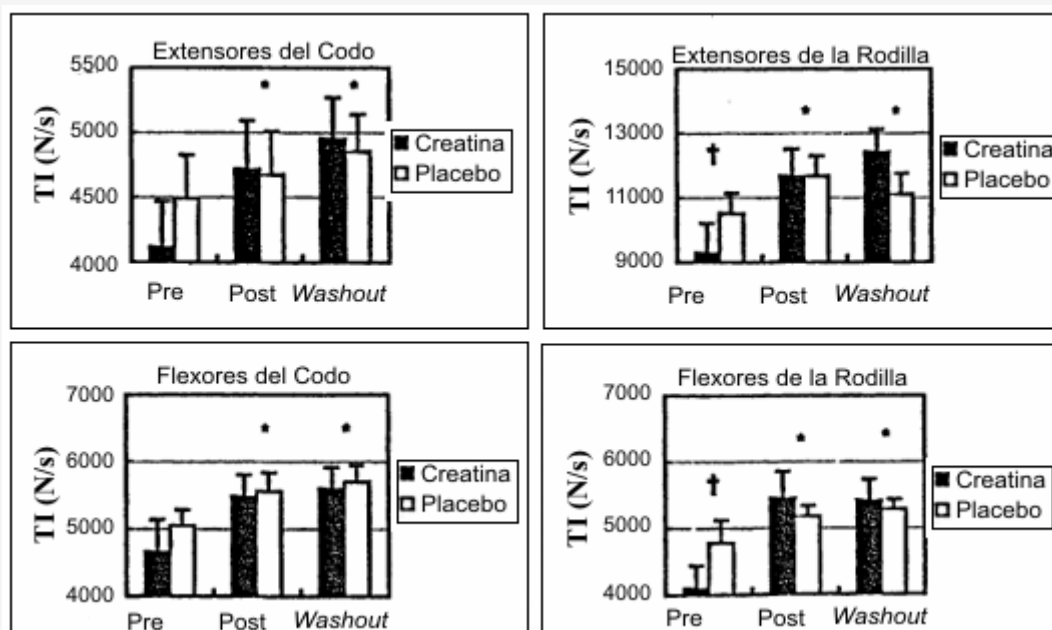 Extensores del Codo
5500
5000
4500
4000
TI (N/s)
*
*
Creatina
Placebo
Pre Post Washout
Extensores de la Rodilla
15000
13000
11000
9000
TI (N/s)
†
*
*
Creatina
Placebo
Pre Post Washout
Flexores del Codo
7000
6000
5000
4000
TI (N/s)
*
*
Creatina
Placebo
Pre Post Washout
Flexores de la Rodilla
7000
6000
5000
4000
TI (N/s)
†
*
*
Creatina
Placebo
Pre Post Washout